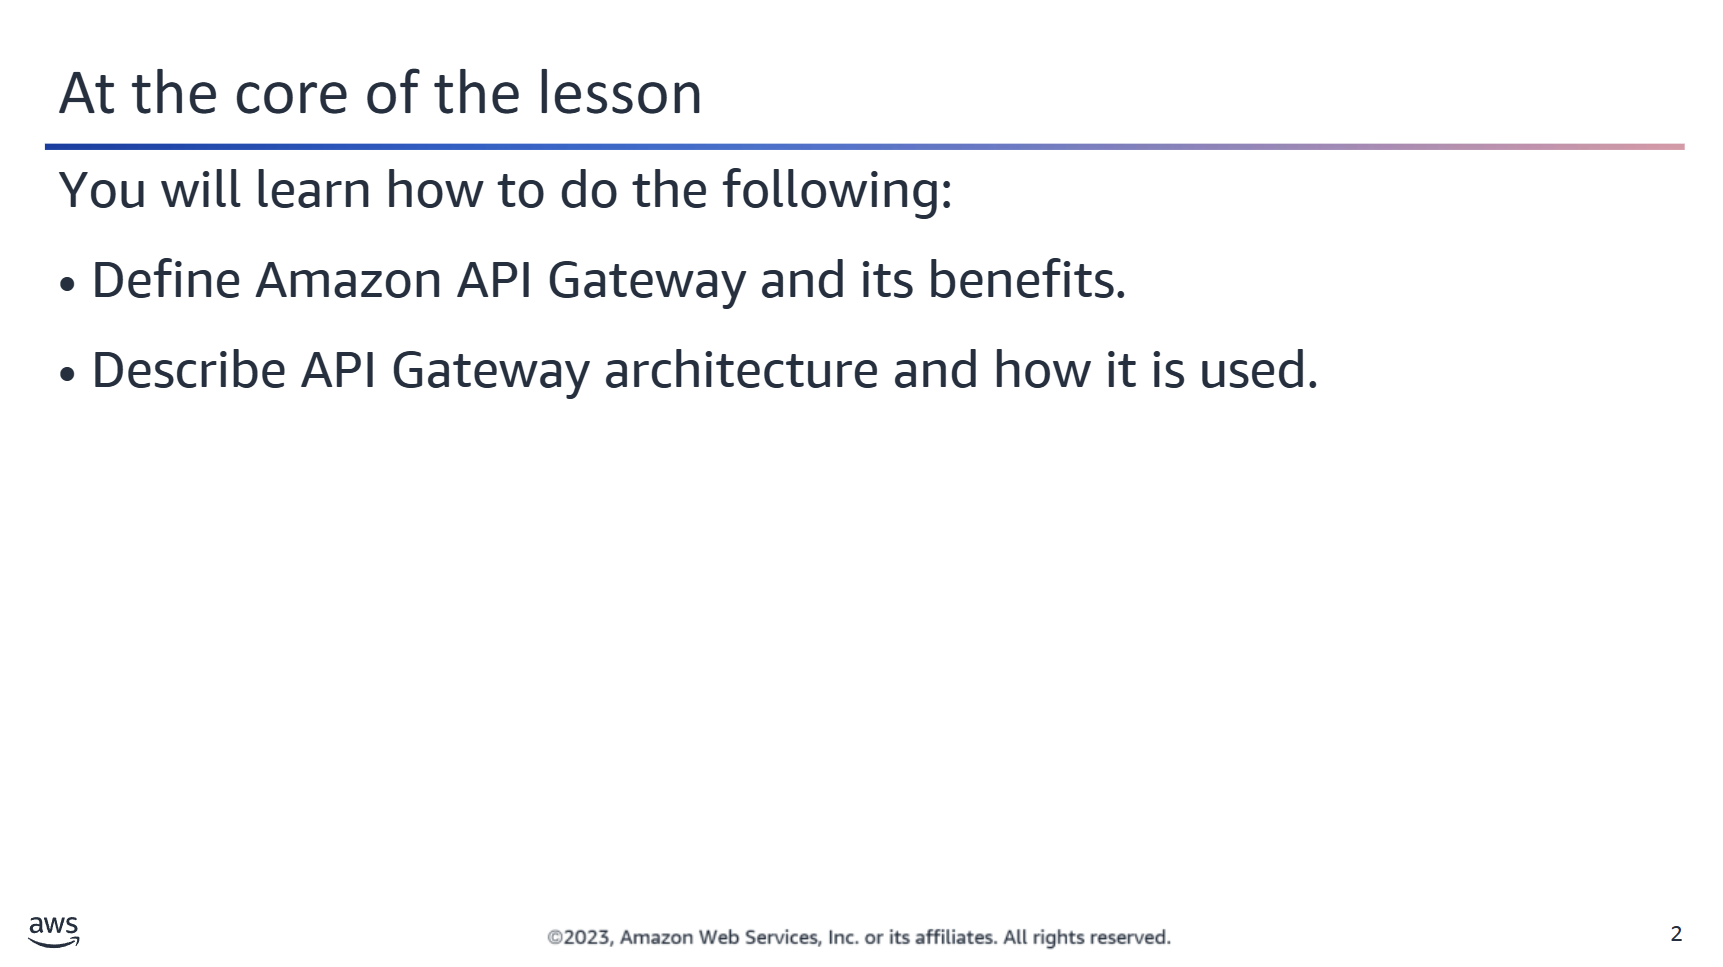 At the core of the lesson
You will learn how to do the following:
• Define Amazon API Gateway and its benefits.
• Describe API Gateway architecture and how it is used.
aws
©2023, Amazon Web Services, Inc. or its affiliates. All rights reserved.
2